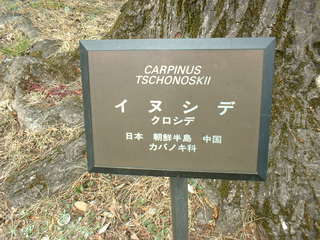 CARPINUS
TSCHONOSKII
イヌシデ
クロシデ
日本 朝鮮半島 中国
カバノキ科